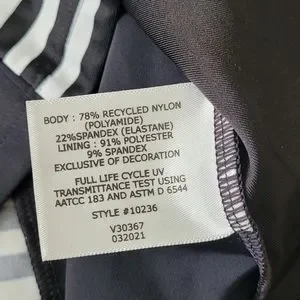 BODY : 78% RECYCLED NYLON
(POLYAMIDE)
22%SPANDEX (ELASTANE)
LINING : 91% POLYESTER
9% SPANDEX
EXCLUSIVE OF DECORATION
FULL LIFE CYCLE UV
TRANSMITTANCE TEST USING
AATCC 183 AND ASTM D 6544
STYLE #10236
V30367
032021